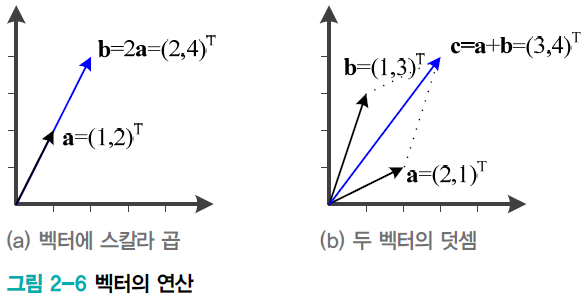 b=2a=(2,4)ᵀ
a=(1,2)ᵀ
(a) 벡터에 스칼라 곱
b=(1,3)ᵀ
c=a+b=(3,4)ᵀ
a=(2,1)ᵀ
(b) 두 벡터의 덧셈
그림 2-6 벡터의 연산